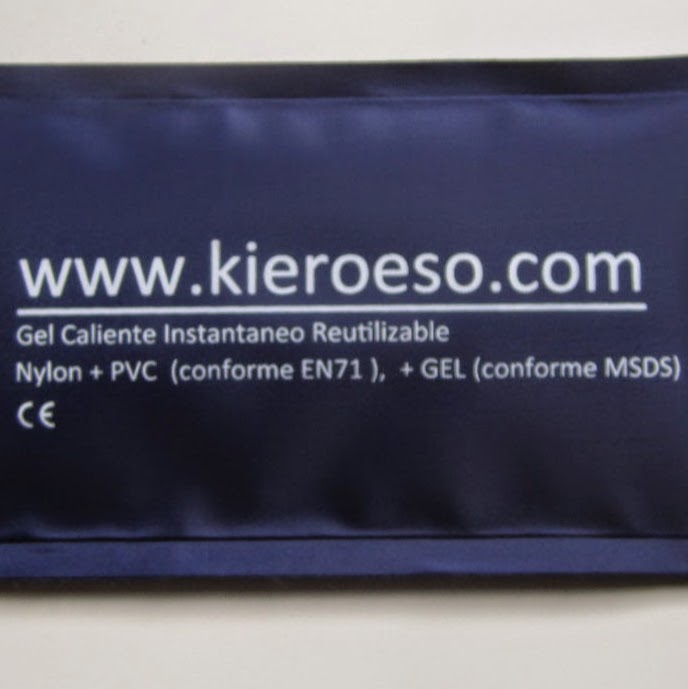 www.kieroeso.com
Gel Caliente Instantaneo Reutilizable
Nylon + PVC (conforme EN71 ), + GEL (conforme MSDS)
CE